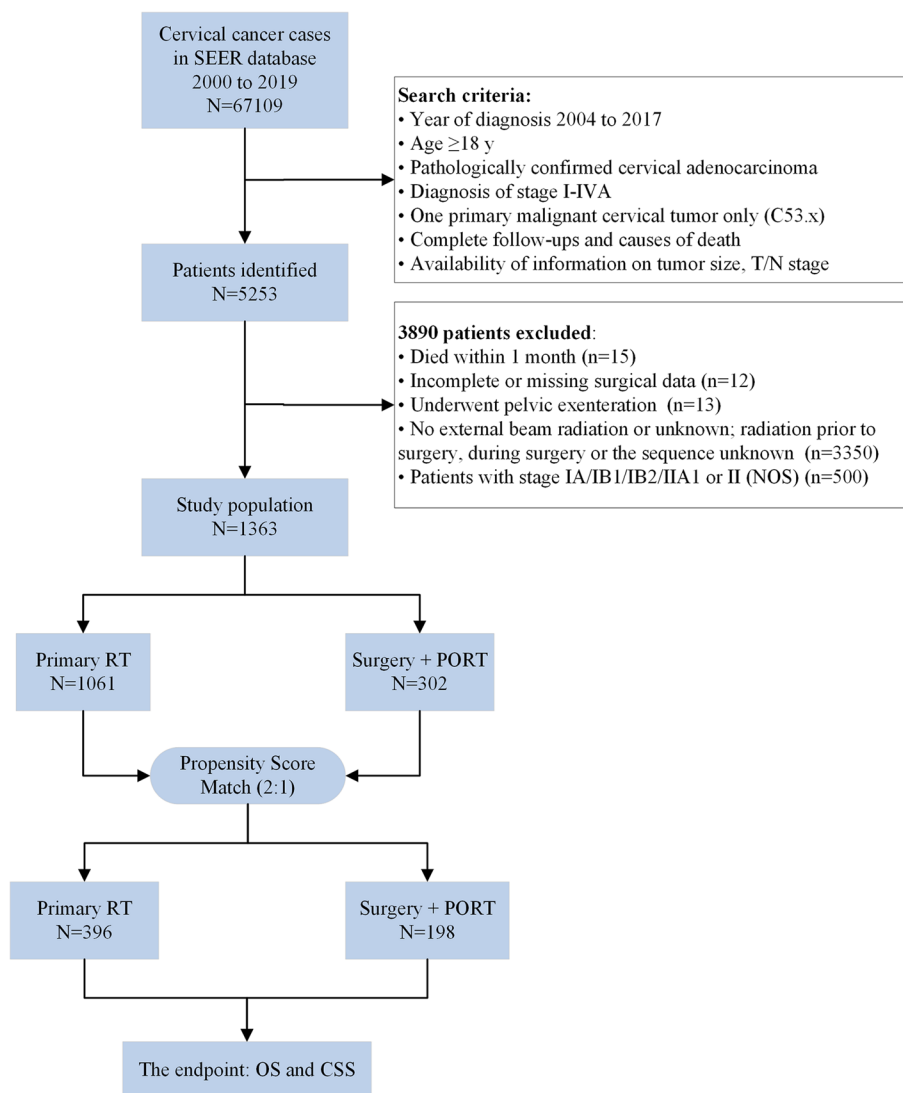 Cervical cancer cases
in SEER database
2000 to 2019
N=67109
Search criteria:
• Year of diagnosis 2004 to 2017
• Age ≥18 y
• Pathologically confirmed cervical adenocarcinoma
• Diagnosis of stage I-IVA
• One primary malignant cervical tumor only (C53.x)
• Complete follow-ups and causes of death
• Availability of information on tumor size, T/N stage
Patients identified
N=5253
3890 patients excluded:
• Died within 1 month (n=15)
• Incomplete or missing surgical data (n=12)
• Underwent pelvic exenteration (n=13)
• No external beam radiation or unknown; radiation prior to
surgery, during surgery or the sequence unknown (n=3350)
• Patients with stage IA/IB1/IB2/IIA1 or II (NOS) (n=500)
Study population
N=1363
Primary RT
N=1061
Surgery + PORT
N=302
Propensity Score
Match (2:1)
Primary RT
N=396
Surgery + PORT
N=198
The endpoint: OS and CSS